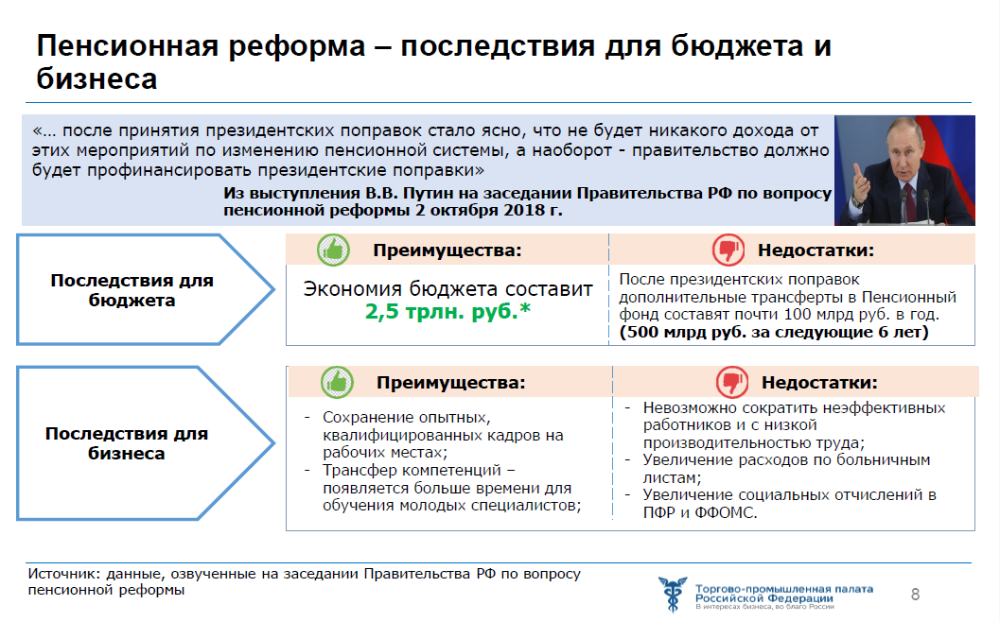 Пенсионная реформа – последствия для бюджета и
бизнеса
«… после принятия президентских поправок стало ясно, что не будет никакого дохода от
этих мероприятий по изменению пенсионной системы, а наоборот - правительство должно
будет профинансировать президентские поправки»
Из выступления В.В. Путин на заседании Правительства РФ по вопросу
пенсионной реформы 2 октября 2018 г.
Последствия для
бюджета
Преимущества:
Экономия бюджета составит
2,5 трлн. руб.*
Недостатки:
После президентских поправок
дополнительные трансферты в Пенсионный
фонд составят почти 100 млрд руб. в год.
(500 млрд руб. за следующие 6 лет)
Последствия для
бизнеса
Преимущества:
- Сохранение опытных,
квалифицированных кадров на
рабочих местах;
- Трансфер компетенций –
появляется больше времени для
обучения молодых специалистов;
Недостатки:
- Невозможно сократить неэффективных
работников и с низкой
производительностью труда;
- Увеличение расходов по больничным
листам;
- Увеличение социальных отчислений в
ПФР и ФФОМС.
Источник: данные, озвученные на заседании Правительства РФ по вопросу
пенсионной реформы
Торгово-промышленная палата
Российской Федерации
В интересах бизнеса, во благо России
8